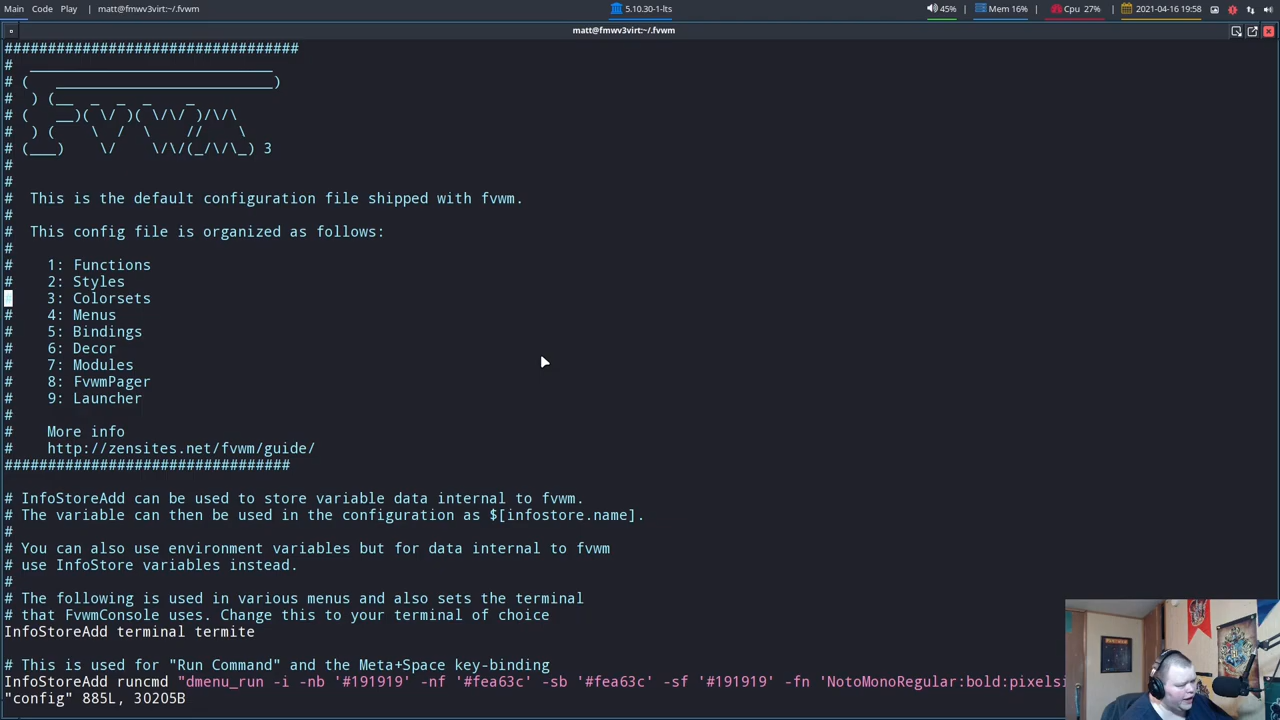 Main Code Play | matt@fmwv3virt:~/.fvwm 5.10.30-1-lts 45% | Mem 16% | Cpu 27% | 2021-04-16 19:58
matt@fmwv3virt:~/.fvwm
##################################
#    ____________________________
# (   _________________________)
#  ) (__  _  _  _    _
# (   __)( \/ )( \/\/ )/\/\
#  ) (    \  /  \    //    \
# (___)    \/    \/\/(_/\/\_) 3
#
#
#  This is the default configuration file shipped with fvwm.
#
#  This config file is organized as follows:
#
#    1: Functions
#    2: Styles
#    3: Colorsets
#    4: Menus
#    5: Bindings
#    6: Decor
#    7: Modules
#    8: FvwmPager
#    9: Launcher
#
#    More info
#    http://zensites.net/fvwm/guide/
#################################
# InfoStoreAdd can be used to store variable data internal to fvwm.
# The variable can then be used in the configuration as $[infostore.name].
#
# You can also use environment variables but for data internal to fvwm
# use InfoStore variables instead.
#
# The following is used in various menus and also sets the terminal
# that FvwmConsole uses. Change this to your terminal of choice
InfoStoreAdd terminal termite
# This is used for "Run Command" and the Meta+Space key-binding
InfoStoreAdd runcmd "dmenu_run -i -nb '#191919' -nf '#fea63c' -sb '#fea63c' -sf '#191919' -fn 'NotoMonoRegular:bold:pixelsi
"config" 885L, 30205B